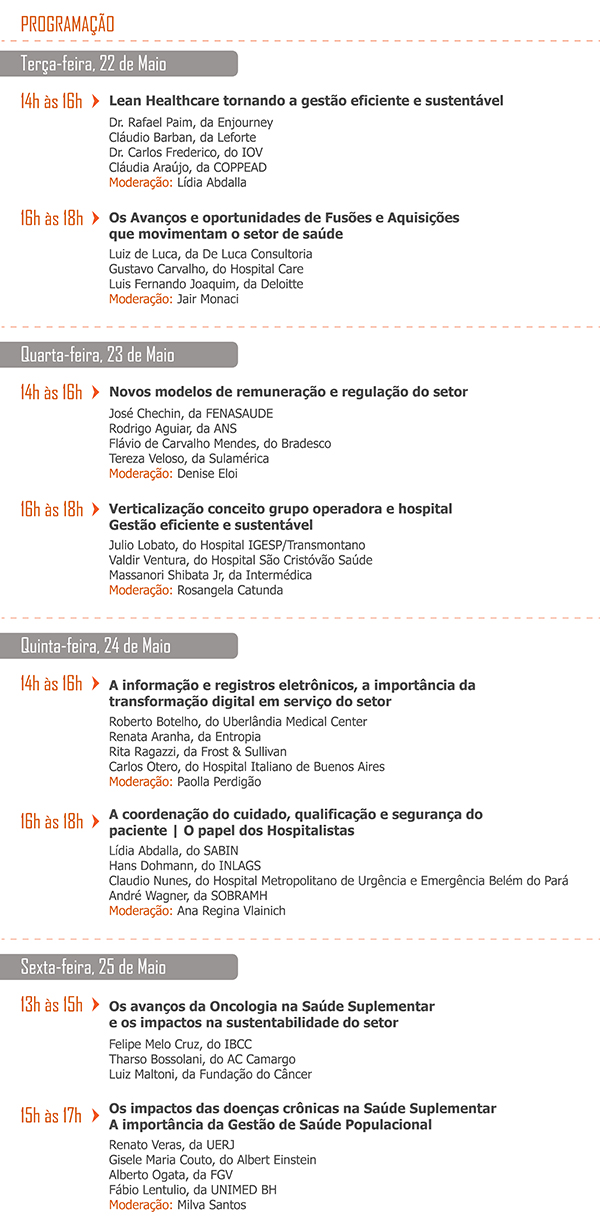 PROGRAMAÇÃO
Terça-feira, 22 de Maio
14h às 16h Lean Healthcare tornando a gestão eficiente e sustentável
Dr. Rafael Paim, da Enjourney
Cláudio Barban, da Leforte
Dr. Carlos Frederico, do IOV
Cláudia Araújo, da COPPEAD
Moderação: Lídia Abdalla
16h às 18h Os Avanços e oportunidades de Fusões e Aquisições
que movimentam o setor de saúde
Luiz de Luca, da De Luca Consultoria
Gustavo Carvalho, do Hospital Care
Luis Fernando Joaquim, da Deloitte
Moderação: Jair Monaci
Quarta-feira, 23 de Maio
14h às 16h Novos modelos de remuneração e regulação do setor
José Chechin, da FENASAUDE
Rodrigo Aguiar, da ANS
Flávio de Carvalho Mendes, do Bradesco
Tereza Veloso, da Sulamérica
Moderação: Denise Eloi
16h às 18h Verticalização conceito grupo operadora e hospital
Gestão eficiente e sustentável
Julio Lobato, do Hospital IGESP/Transmontano
Valdir Ventura, do Hospital São Cristóvão Saúde
Massanori Shibata Jr, da Intermédica
Moderação: Rosangela Catunda
Quinta-feira, 24 de Maio
14h às 16h A informação e registros eletrônicos, a importância da
transformação digital em serviço do setor
Roberto Botelho, do Uberlândia Medical Center
Renata Aranha, da Entropia
Rita Ragazzi, da Frost & Sullivan
Carlos Otero, do Hospital Italiano de Buenos Aires
Moderação: Paolla Perdigão
16h às 18h A coordenação do cuidado, qualificação e segurança do
paciente | O papel dos Hospitalistas
Lídia Abdalla, do SABIN
Hans Dohmann, do INLAGS
Claudio Nunes, do Hospital Metropolitano de Urgência e Emergência Belém do Pará
André Wagner, da SOBRAMH
Moderação: Ana Regina Vlainich
Sexta-feira, 25 de Maio
13h às 15h Os avanços da Oncologia na Saúde Suplementar
e os impactos na sustentabilidade do setor
Felipe Melo Cruz, do IBCC
Tharso Bossolani, do AC Camargo
Luiz Maltoni, da Fundação do Câncer
15h às 17h Os impactos das doenças crônicas na Saúde Suplementar
A importância da Gestão de Saúde Populacional
Renato Veras, da UERJ
Gisele Maria Couto, do Albert Einstein
Alberto Ogata, da FGV
Fábio Lentulio, da UNIMED BH
Moderação: Milva Santos